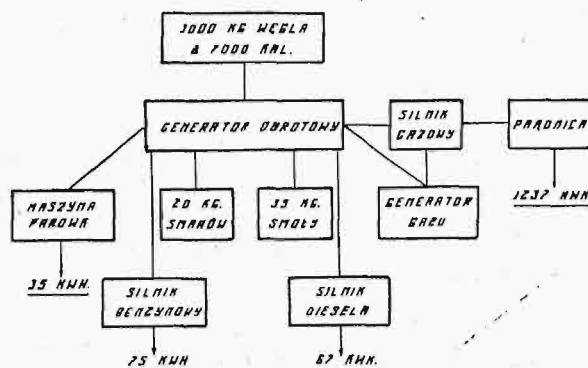 1000 KG WĘGLA
à 7000 KAL.
GENERATOR OBROTOWY
SILNIK
GAZOWY
PRĄDNICA
MASZYNA
PAROWA
20 KG.
SMARÓW
35 KG.
SMOŁY
GENERATOR
GAZU
1237 KWH
35 KWH.
SILNIK
BENZYNOWY
SILNIK
DIESELA
75 KWH
67 KWH.